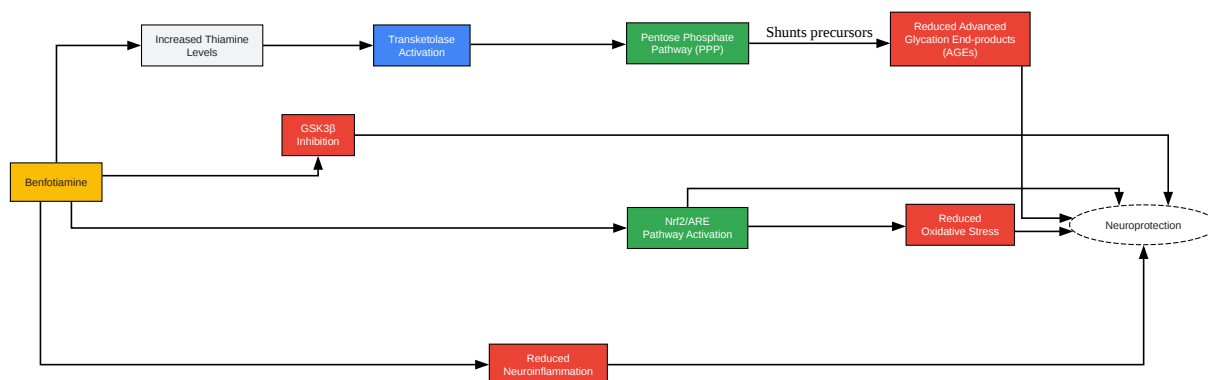 Increased Thiamine
Levels
Transketolase
Activation
Pentose Phosphate
Pathway (PPP)
Shunts precursors
Reduced Advanced
Glycation End-products
(AGEs)
GSK3β
Inhibition
Benfotiamine
Nrf2/ARE
Pathway Activation
Reduced
Oxidative Stress
Neuroprotection
Reduced
Neuroinflammation